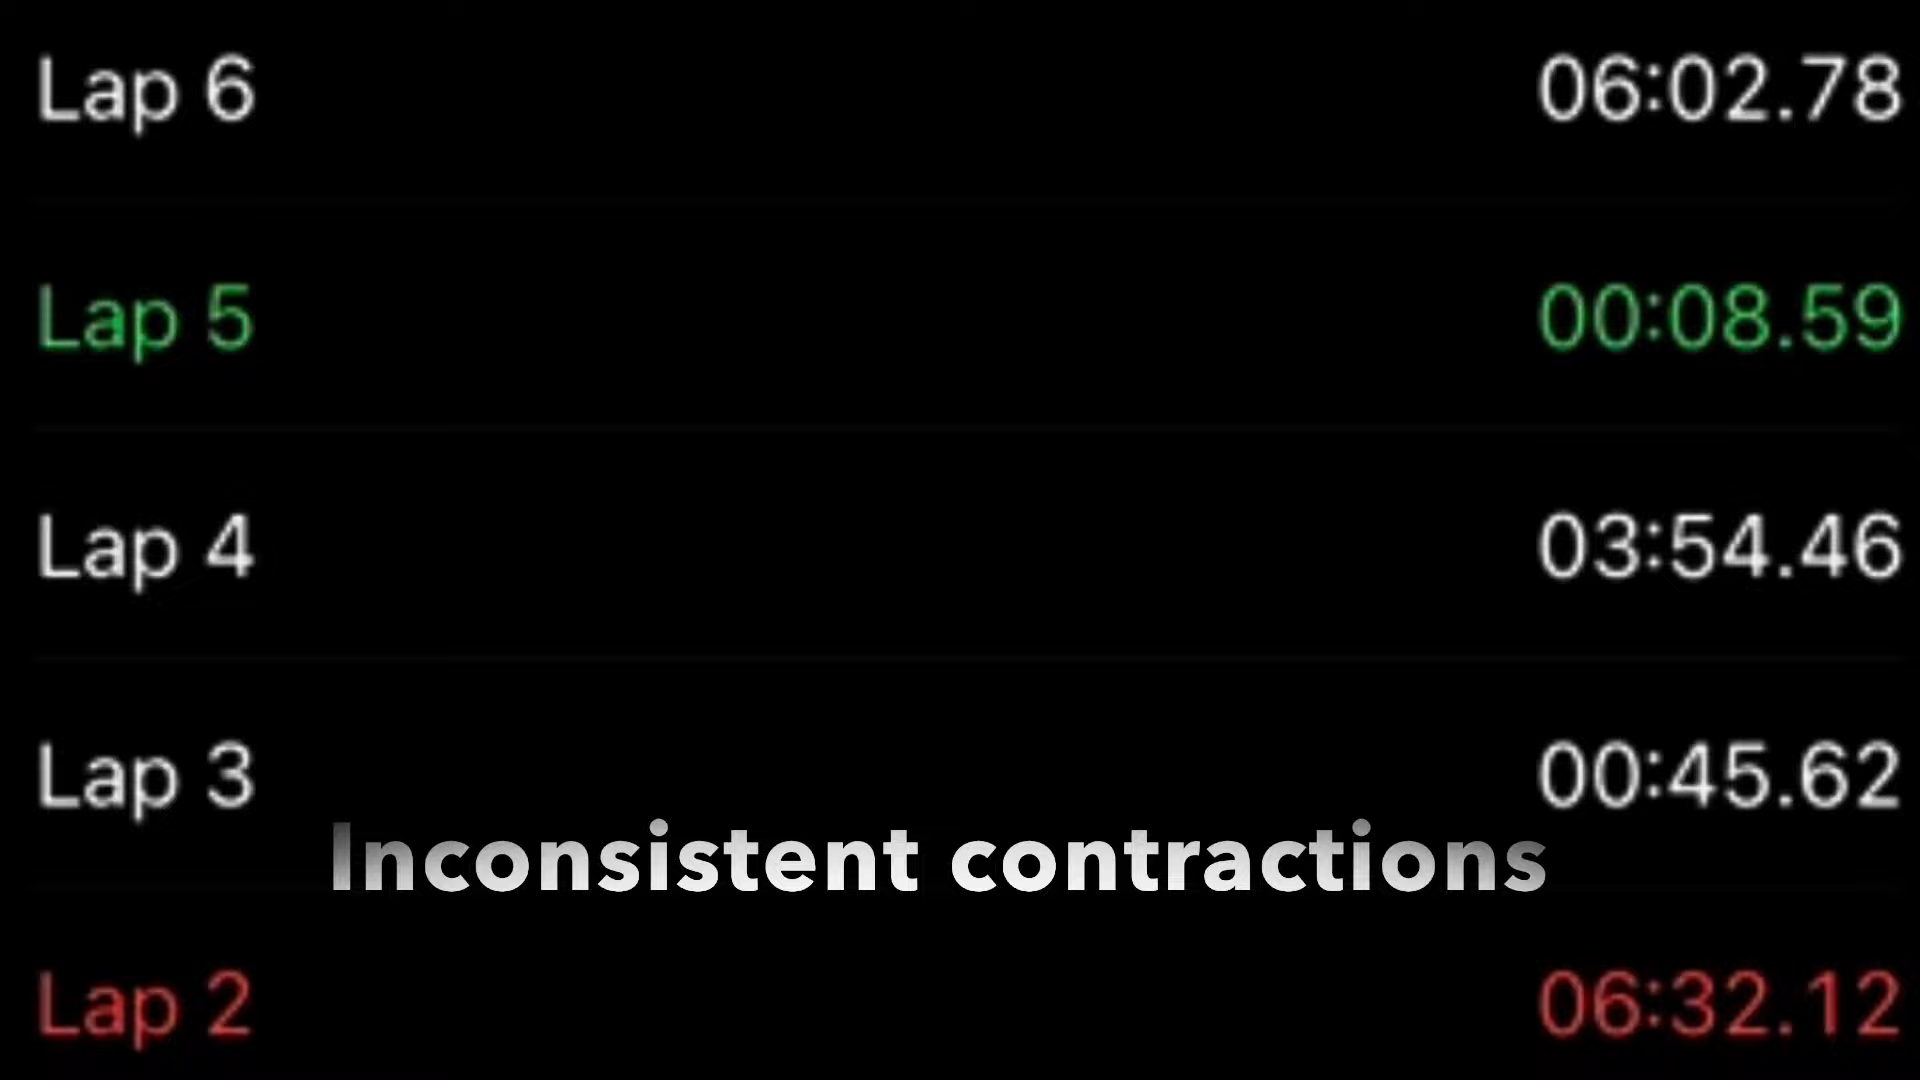 Lap 6 06:02.78
Lap 5 00:08.59
Lap 4 03:54.46
Lap 3 00:45.62
Inconsistent contractions
Lap 2 06:32.12